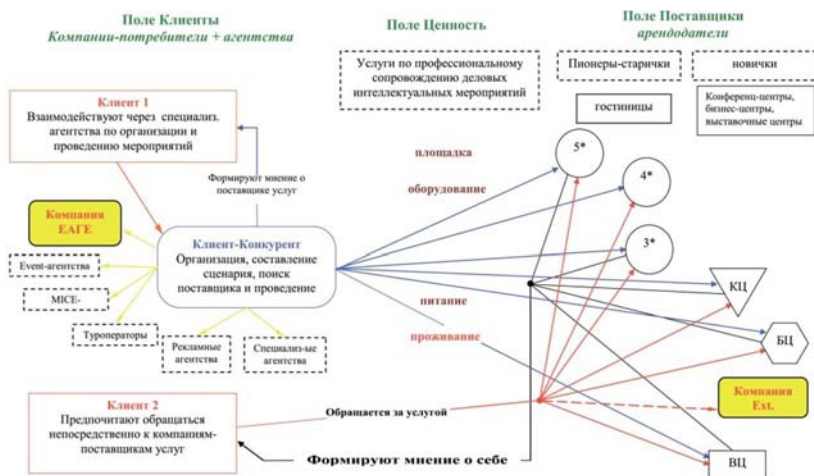 Поле Клиенты
Компании-потребители + агентства
Поле Ценность
Поле Поставщики
арендодатели
Услуги по профессиональному
сопровождению деловых
интеллектуальных мероприятий
Пионеры-старички
новички
гостиницы
Конференц-центры,
бизнес-центры,
выставочные центры
Клиент 1
Взаимодействуют через специализ.
агентства по организации и
проведению мероприятий
Формируют мнение о
поставщике услуг
площадка
оборудование
питание
проживание
5*
4*
3*
КЦ
БЦ
ВЦ
Компания
ЕАГЕ
Клиент-Конкурент
Организация, составление
сценария, поиск
поставщика и проведение
Event-агентства
MICE-
Туроператоры
Рекламные
агентства
Специализ-ые
агентства
Компания
Ext.
Клиент 2
Предпочитают обращаться
непосредственно к компаниям-
поставщикам услуг
Обращается за услугой
Формируют мнение о себе